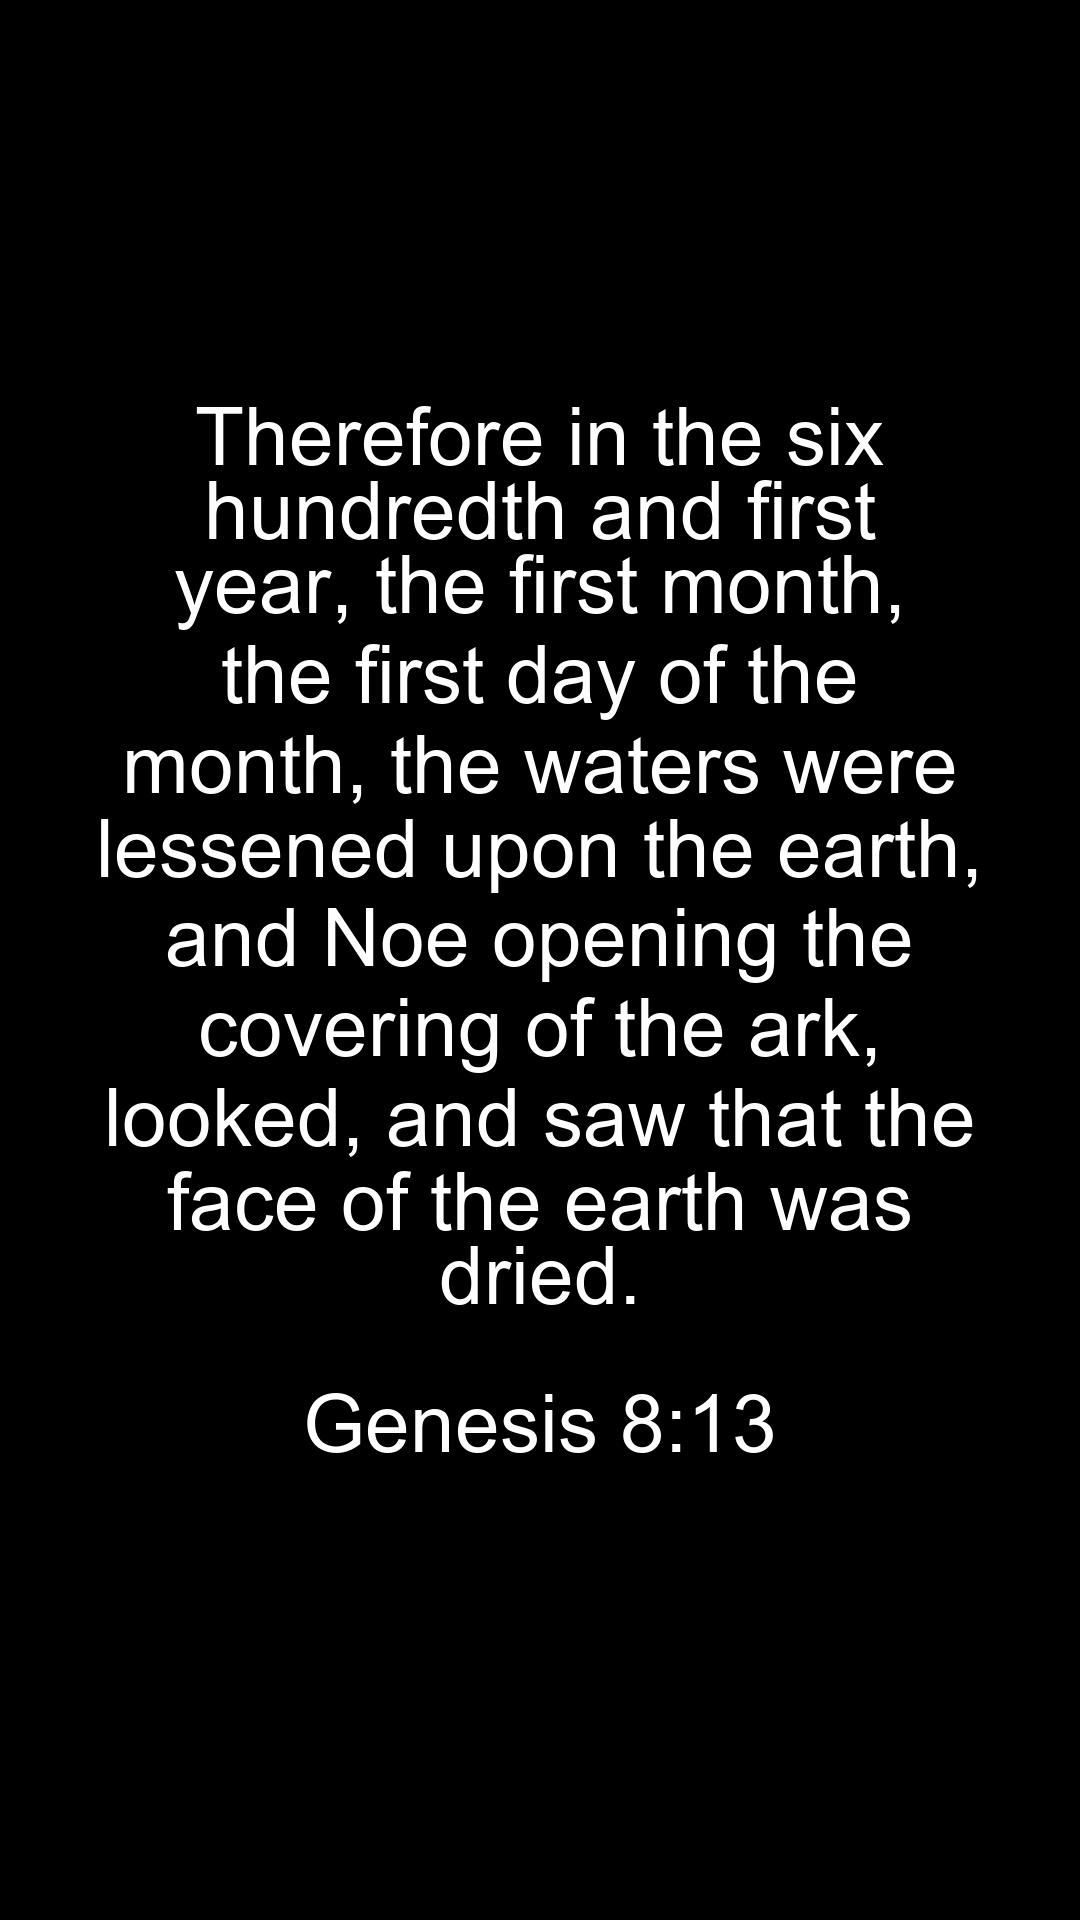 Therefore in the six
hundredth and first
year, the first month,
the first day of the
month, the waters were
lessened upon the earth,
and Noe opening the
covering of the ark,
looked, and saw that the
face of the earth was
dried.
Genesis 8:13